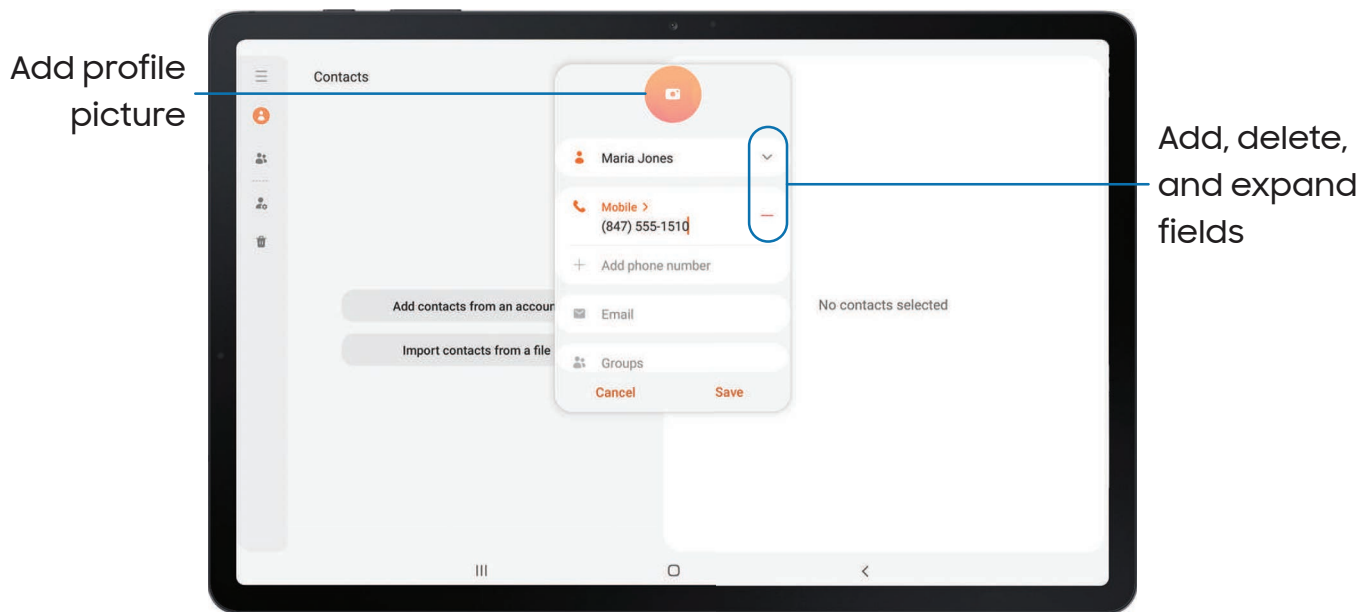 Add profile
picture
Contacts
Maria Jones
Mobile >
(847) 555-1510
Add phone number
Add contacts from an accoun
Email
Import contacts from a file
Groups
Cancel
Save
No contacts selected
Add, delete,
and expand
fields